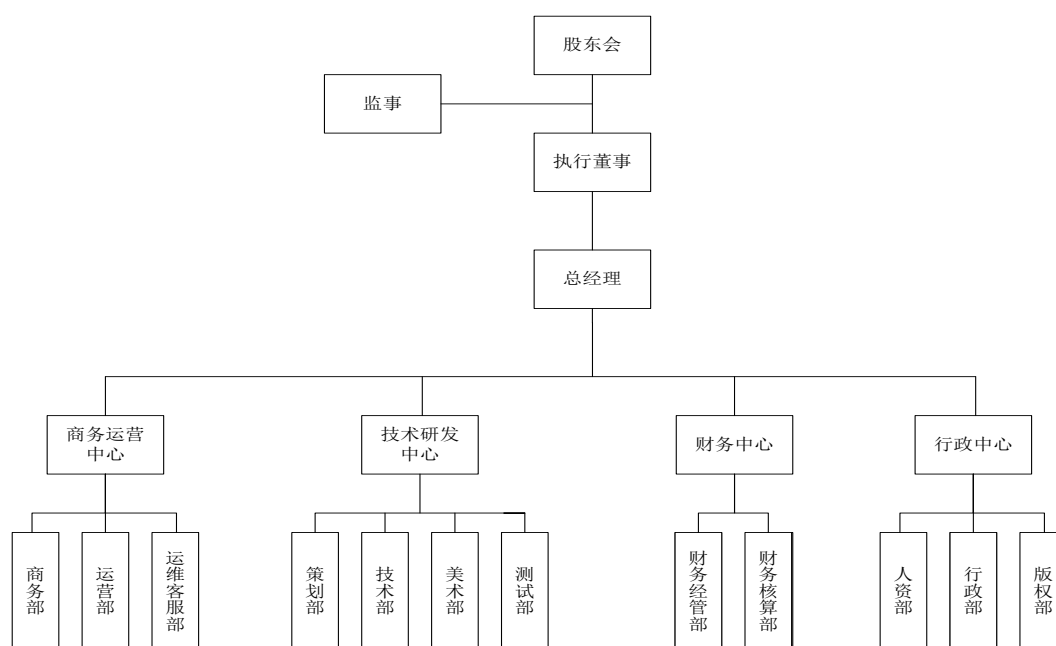 股东会
监事
执行董事
总经理
商务运营
中心
技术研发
中心
财务中心
行政中心
商务部
运营部
运维客服部
策划部
技术部
美术部
测试部
财务经管部
财务核算部
人资部
行政部
版权部